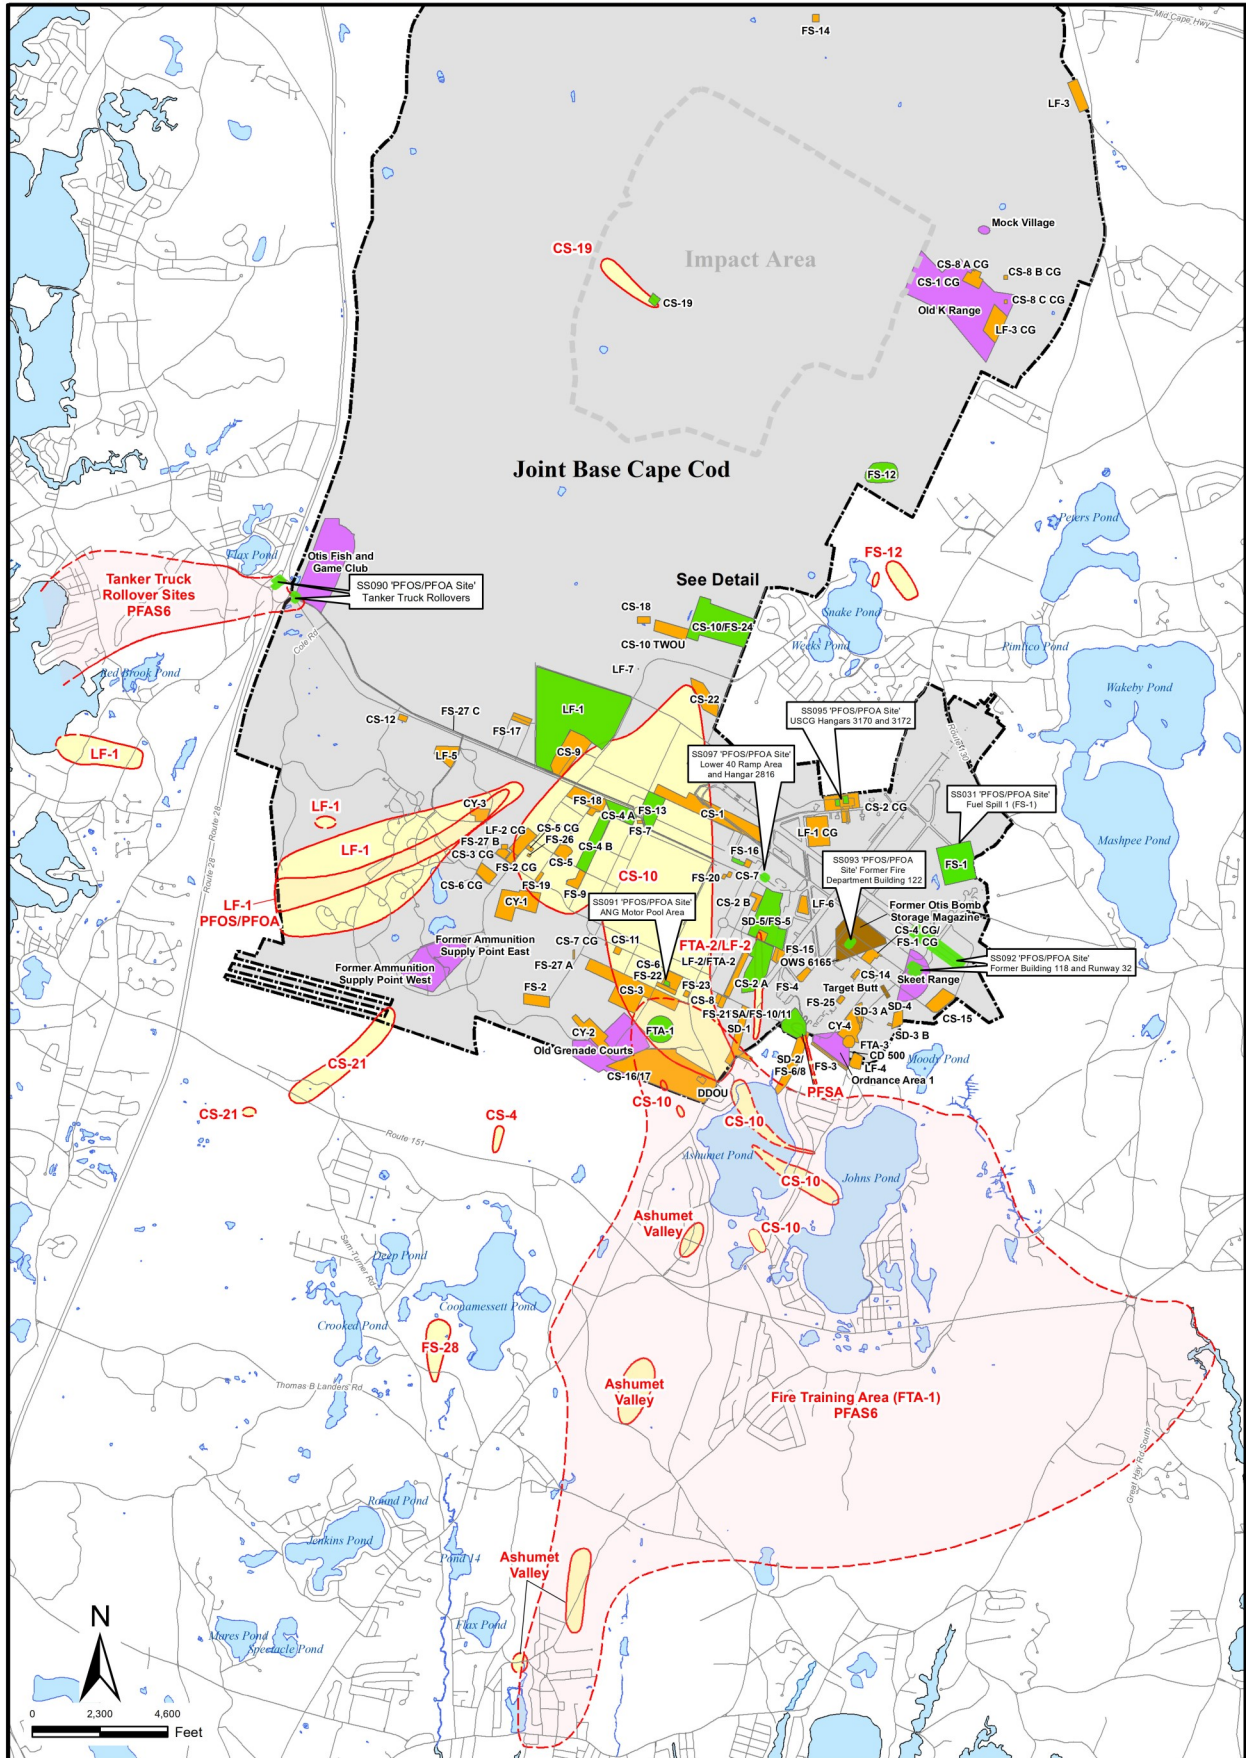 FS-14
Mid Cape Hwy
LF-3
Mock Village
CS-19
Impact Area
CS-8 A CG
CS-8 B CG
CS-1 CG
CS-19
CS-8 C CG
Old K Range
LF-3 CG
Joint Base Cape Cod
FS-12
Peters Pond
Flax Pond
Otis Fish and
Game Club
FS-12
Tanker Truck
Rollover Sites
PFAS6
SS090 'PFOS/PFOA Site'
Tanker Truck Rollovers
See Detail
CS-18
CS-10/FS-24
Snake Pond
Cole Rd
CS-10 TWOU
Weeks Pond
Pimlico Pond
Red Brook Pond
LF-7
Wakeby Pond
CS-22
LF-1
FS-27 C
CS-12
FS-17
SS095 'PFOS/PFOA Site'
USCG Hangars 3170 and 3172
Route 130
LF-1
LF-5
CS-9
SS097 'PFOS/PFOA Site'
Lower 40 Ramp Area
and Hangar 2816
SS031 'PFOS/PFOA Site'
Fuel Spill 1 (FS-1)
LF-1
CY-3
FS-18
CS-4 A
FS-13
FS-7
CS-1
CS-2 CG
LF-1 CG
Mashpee Pond
Route 28
Route 28
LF-1
LF-2 CG
FS-27 B
CS-3 CG
CS-5 CG
FS-26
CS-5
FS-2 CG
CS-4 B
FS-16
CS-7
FS-20
SS093 'PFOS/PFOA
Site' Former Fire
Department Building 122
FS-1
CS-6 CG
FS-19
FS-9
CS-10
CY-1
LF-1
PFOS/PFOA
SS091 'PFOS/PFOA Site'
ANG Motor Pool Area
CS-2 B
LF-6
Former Otis Bomb
Storage Magazine
SD-5/FS-5
CS-4 CG/
FS-1 CG
Former Ammunition
Supply Point East
CS-7 CG
CS-11
FTA-2/LF-2
FS-15
OWS 6165
SS092 'PFOS/PFOA Site'
Former Building 118 and Runway 32
Former Ammunition
Supply Point West
FS-27 A
CS-6
FS-22
LF-2/FTA-2
CS-14
Skeet Range
FS-2
CS-3
FS-23
CS-8
CS-2 A
FS-4
Target Butt
FS-25
SD-3 A
SD-4
CS-15
FS-21
SA/FS-10/11
CY-2
FTA-1
SD-1
CY-4
SD-3 B
Old Grenade Courts
FTA-3
CD 500
Moody Pond
CS-21
CS-16/17
SD-2/
FS-6/8
FS-3
LF-4
Ordnance Area 1
DDOU
PFSA
CS-21
CS-4
CS-10
CS-10
Route 151
Ashumet Pond
CS-10
Johns Pond
Ashumet
Valley
CS-10
Deep Pond
Sam Turner Rd
Coonamessett Pond
Crooked Pond
FS-28
Thomas B Landers Rd
Ashumet
Valley
Fire Training Area (FTA-1)
PFAS6
Great Hay Rd South
Round Pond
Jenkins Pond
Pond 14
Ashumet
Valley
Mares Pond
Spectacle Pond
Flax Pond
N
0 2,300 4,600
Feet